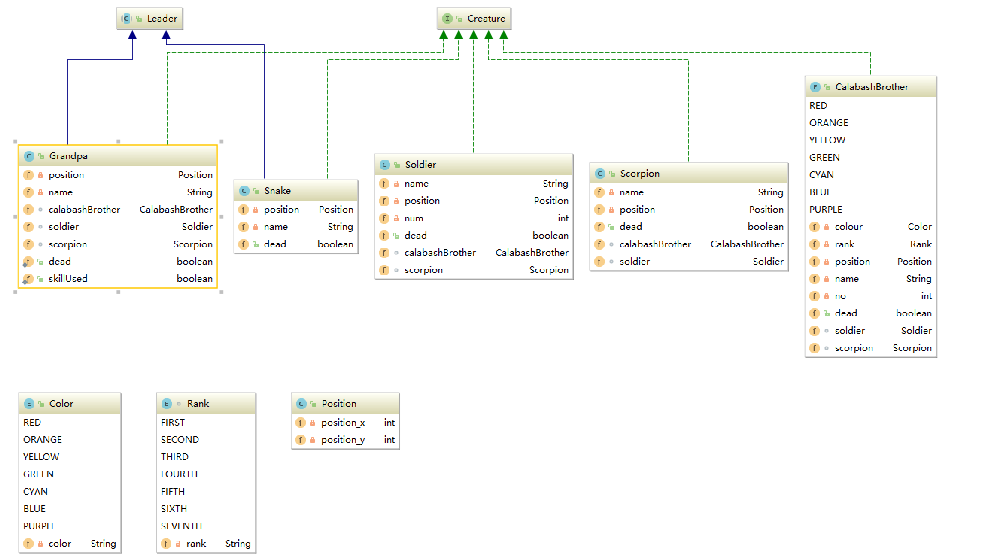 Leader
Creature
Grandpa
position Position
name String
calabashBrother CalabashBrother
soldier Soldier
scorpion Scorpion
dead boolean
skillUsed boolean
Snake
position Position
name String
dead boolean
Soldier
name String
position Position
num int
dead boolean
calabashBrother CalabashBrother
scorpion Scorpion
Scorpion
name String
position Position
dead boolean
calabashBrother CalabashBrother
soldier Soldier
CalabashBrother
RED
ORANGE
YELLOW
GREEN
CYAN
BLUE
PURPLE
colour Color
rank Rank
position Position
name String
no int
dead boolean
soldier Soldier
scorpion Scorpion
Color
RED
ORANGE
YELLOW
GREEN
CYAN
BLUE
PURPLE
color String
Rank
FIRST
SECOND
THIRD
FOURTH
FIFTH
SIXTH
SEVENTH
rank String
Position
position_x int
position_y int